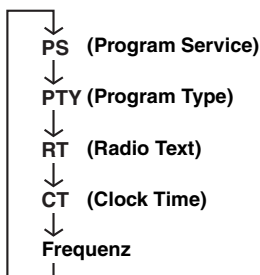 PS (Program Service)
PTY (Program Type)
RT (Radio Text)
CT (Clock Time)
Frequenz